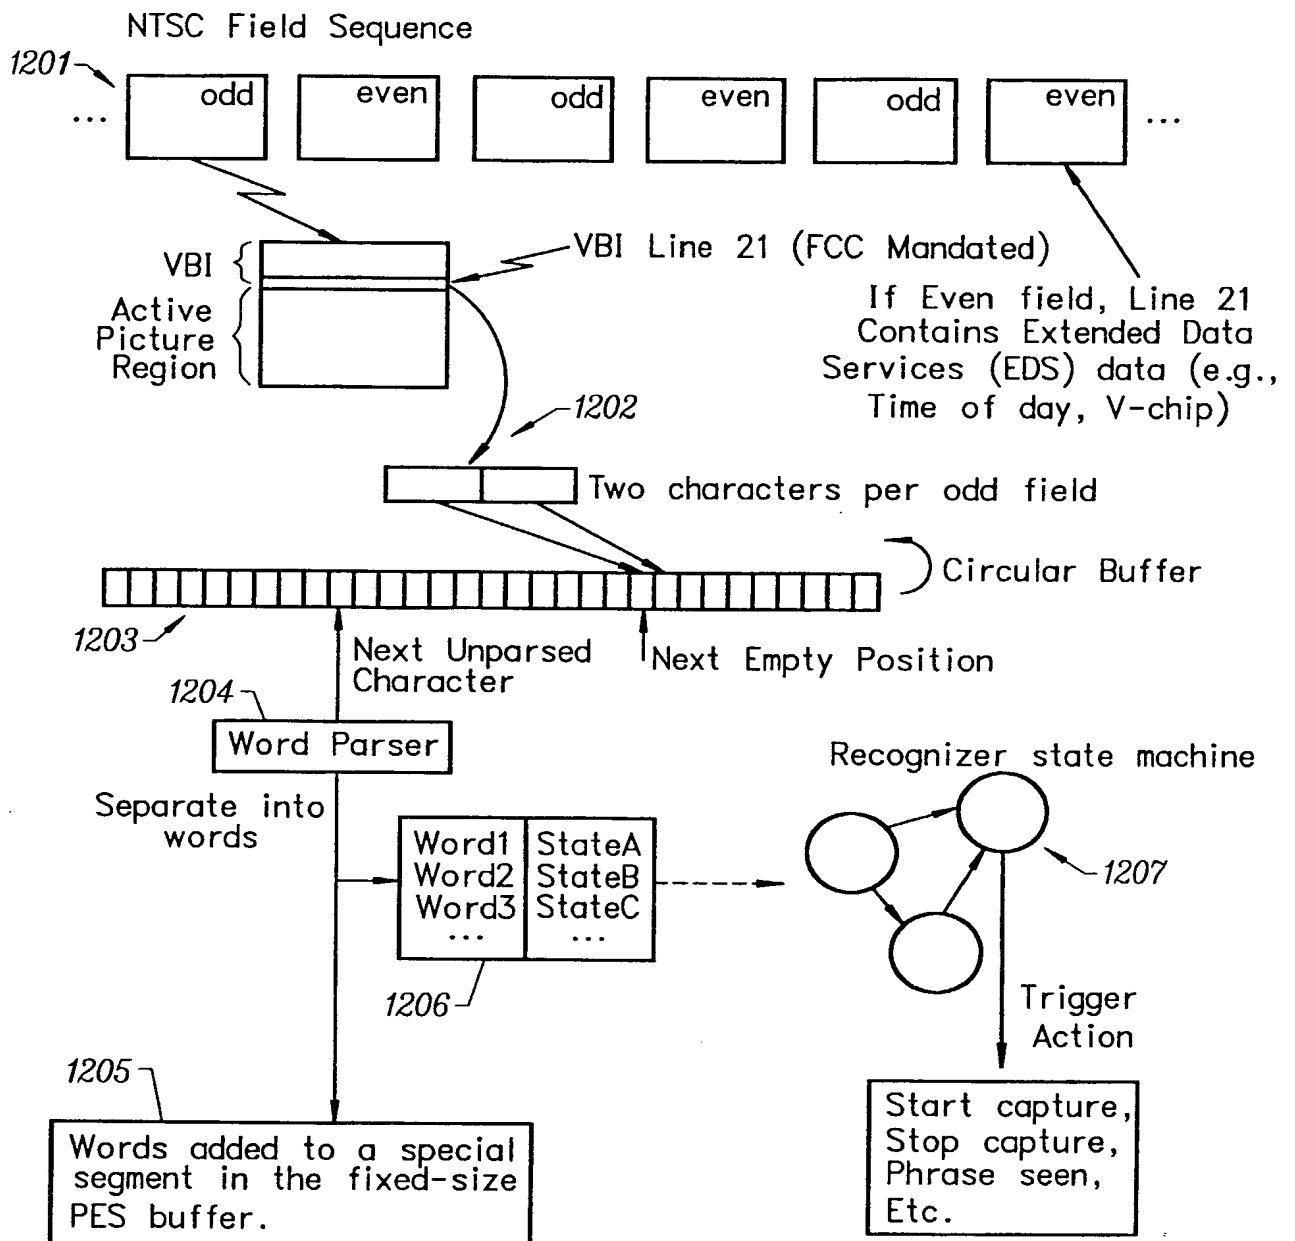 NTSC Field Sequence
1201
... odd even odd even odd even ...
VBI Line 21 (FCC Mandated)
VBI
Active
Picture
Region
If Even field, Line 21
Contains Extended Data
Services (EDS) data (e.g.,
Time of day, V-chip)
1202
Two characters per odd field
Circular Buffer
1203
Next Unparsed
Character
Next Empty Position
1204
Word Parser
Separate into
words
Word1 StateA
Word2 StateB
Word3 StateC
... ...
1206
Recognizer state machine
1207
Trigger
Action
1205
Words added to a special
segment in the fixed-size
PES buffer.
Start capture,
Stop capture,
Phrase seen,
Etc.